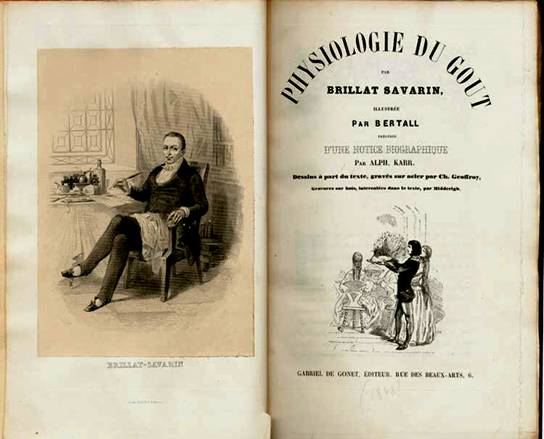 BRILLAT-SAVARIN
PHYSIOLOGIE DU GOUT
PAR
BRILLAT SAVARIN,
ILLUSTRÉE
PAR BERTALL
PRÉCÉDÉE
D'UNE NOTICE BIOGRAPHIQUE
PAR ALPH. KARR.
Dessins à part du texte, gravés sur acier par Ch. Geoffroy,
Gravures sur bois, intercalées dans le texte, par Midderigh.
GABRIEL DE GONET, ÉDITEUR, RUE DES BEAUX-ARTS, 6.